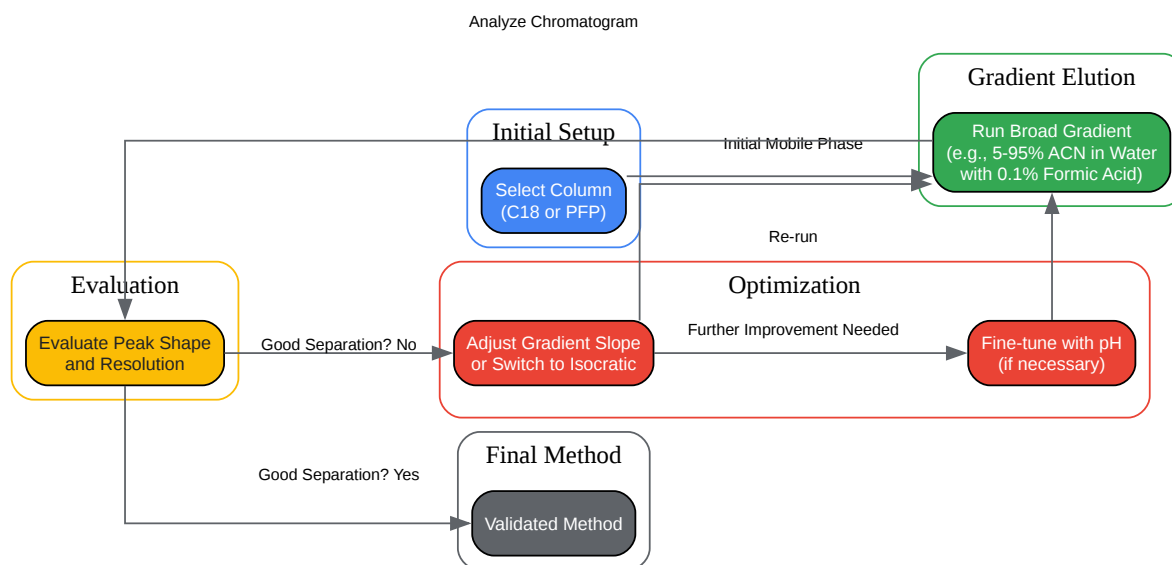 Analyze Chromatogram
Gradient Elution
Initial Setup
Run Broad Gradient
(e.g., 5-95% ACN in Water
with 0.1% Formic Acid)
Initial Mobile Phase
Select Column
(C18 or PFP)
Re-run
Evaluation
Optimization
Evaluate Peak Shape
and Resolution
Good Separation? No
Adjust Gradient Slope
or Switch to Isocratic
Further Improvement Needed
Fine-tune with pH
(if necessary)
Final Method
Good Separation? Yes
Validated Method